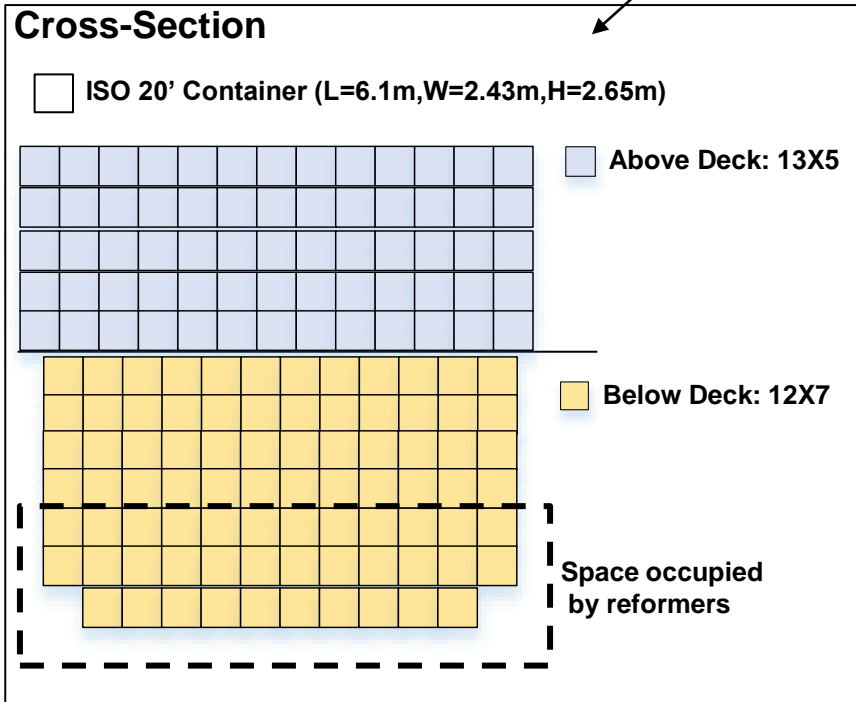 Cross-Section
ISO 20’ Container (L=6.1m,W=2.43m,H=2.65m)
Above Deck: 13X5
Below Deck: 12X7
Space occupied
by reformers